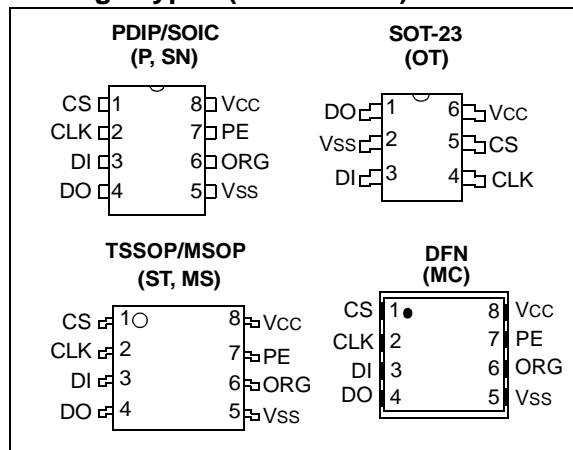 PDIP/SOIC
(P, SN)
CS 1 8 VCC
CLK 2 7 PE
DI 3 6 ORG
DO 4 5 VSS
SOT-23
(OT)
DO 1 6 VCC
VSS 2 5 CS
DI 3 4 CLK
TSSOP/MSOP
(ST, MS)
CS 1 8 VCC
CLK 2 7 PE
DI 3 6 ORG
DO 4 5 VSS
DFN
(MC)
CS 1 8 VCC
CLK 2 7 PE
DI 3 6 ORG
DO 4 5 VSS